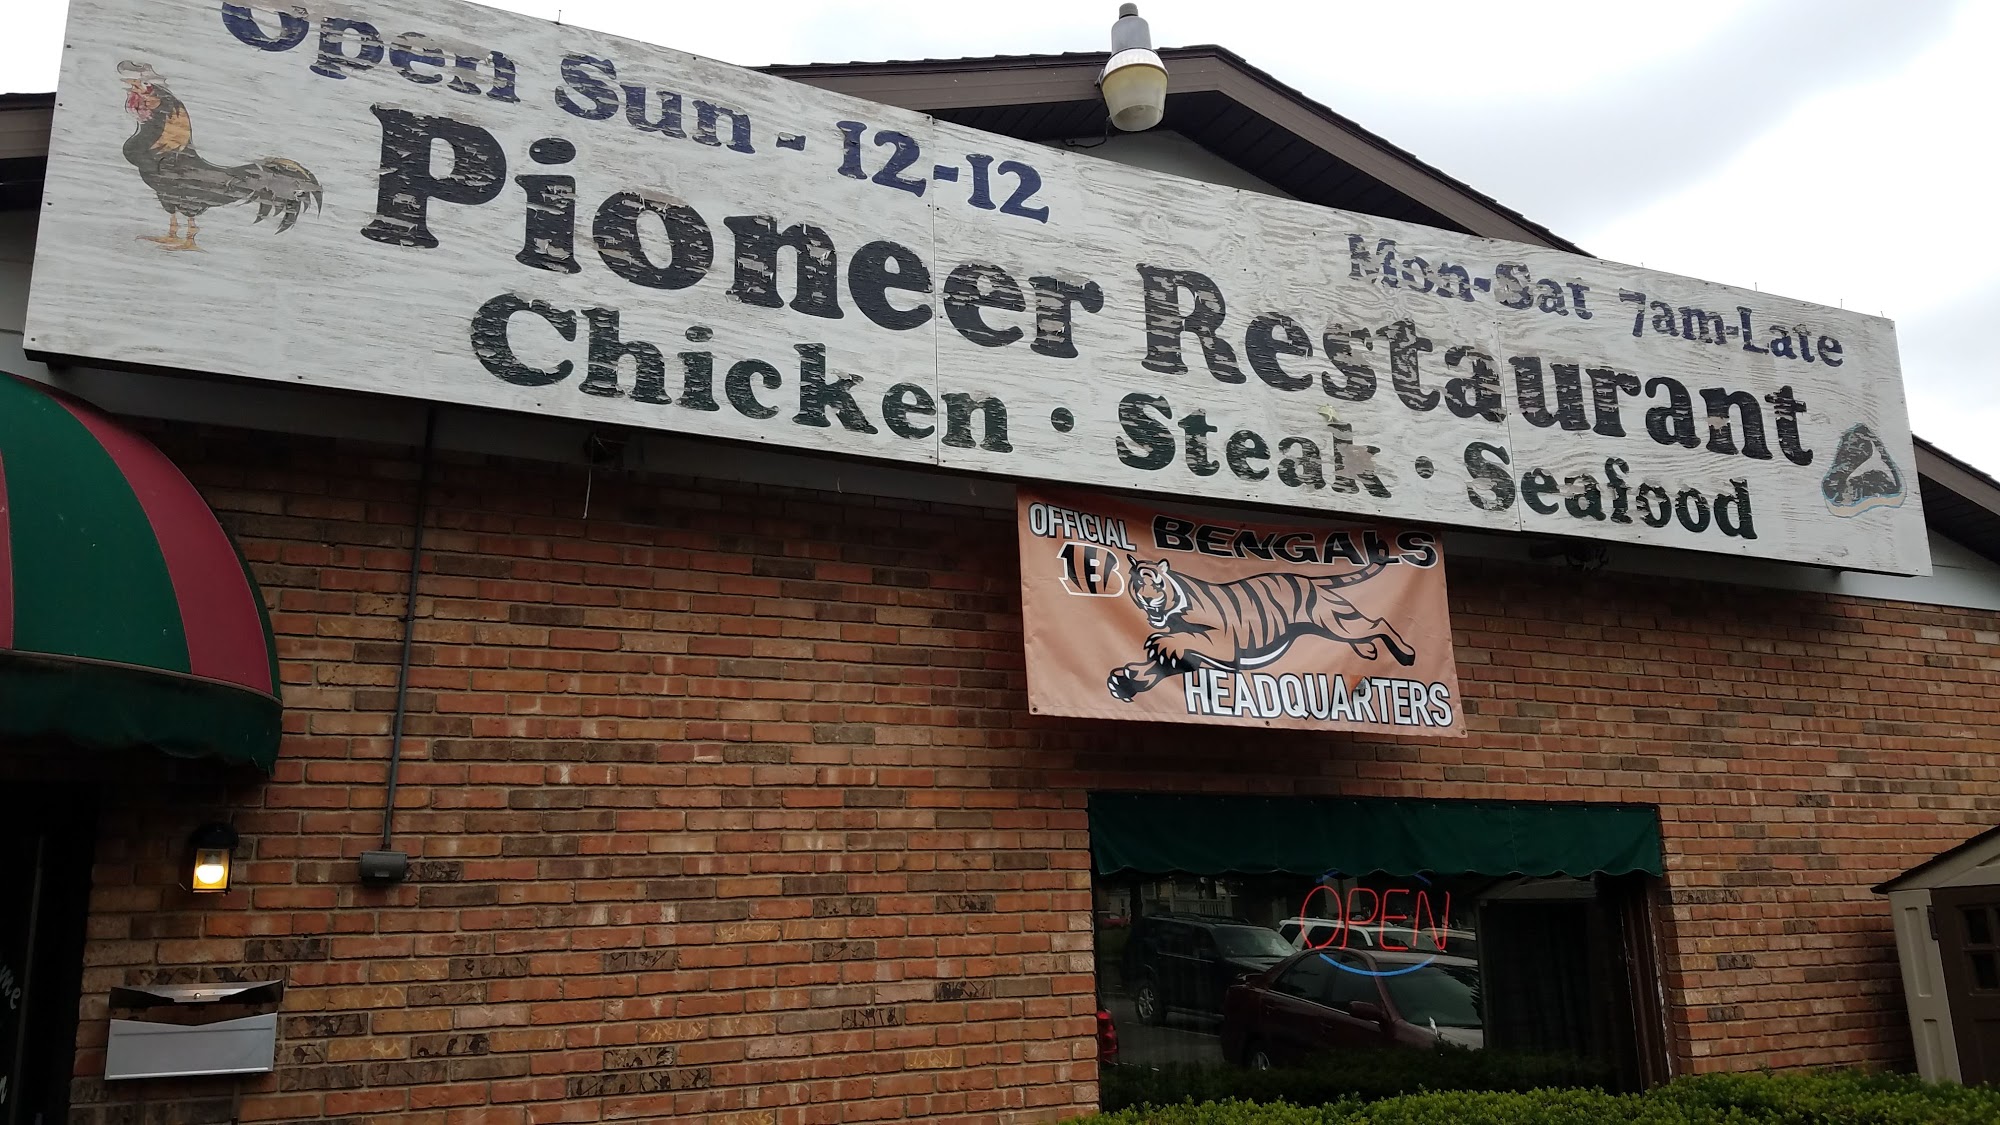 Open Sun - 12-12
Mon-Sat 7am-Late
Pioneer Restaurant
Chicken • Steak • Seafood
OFFICIAL BENGALS
B
HEADQUARTERS
OPEN